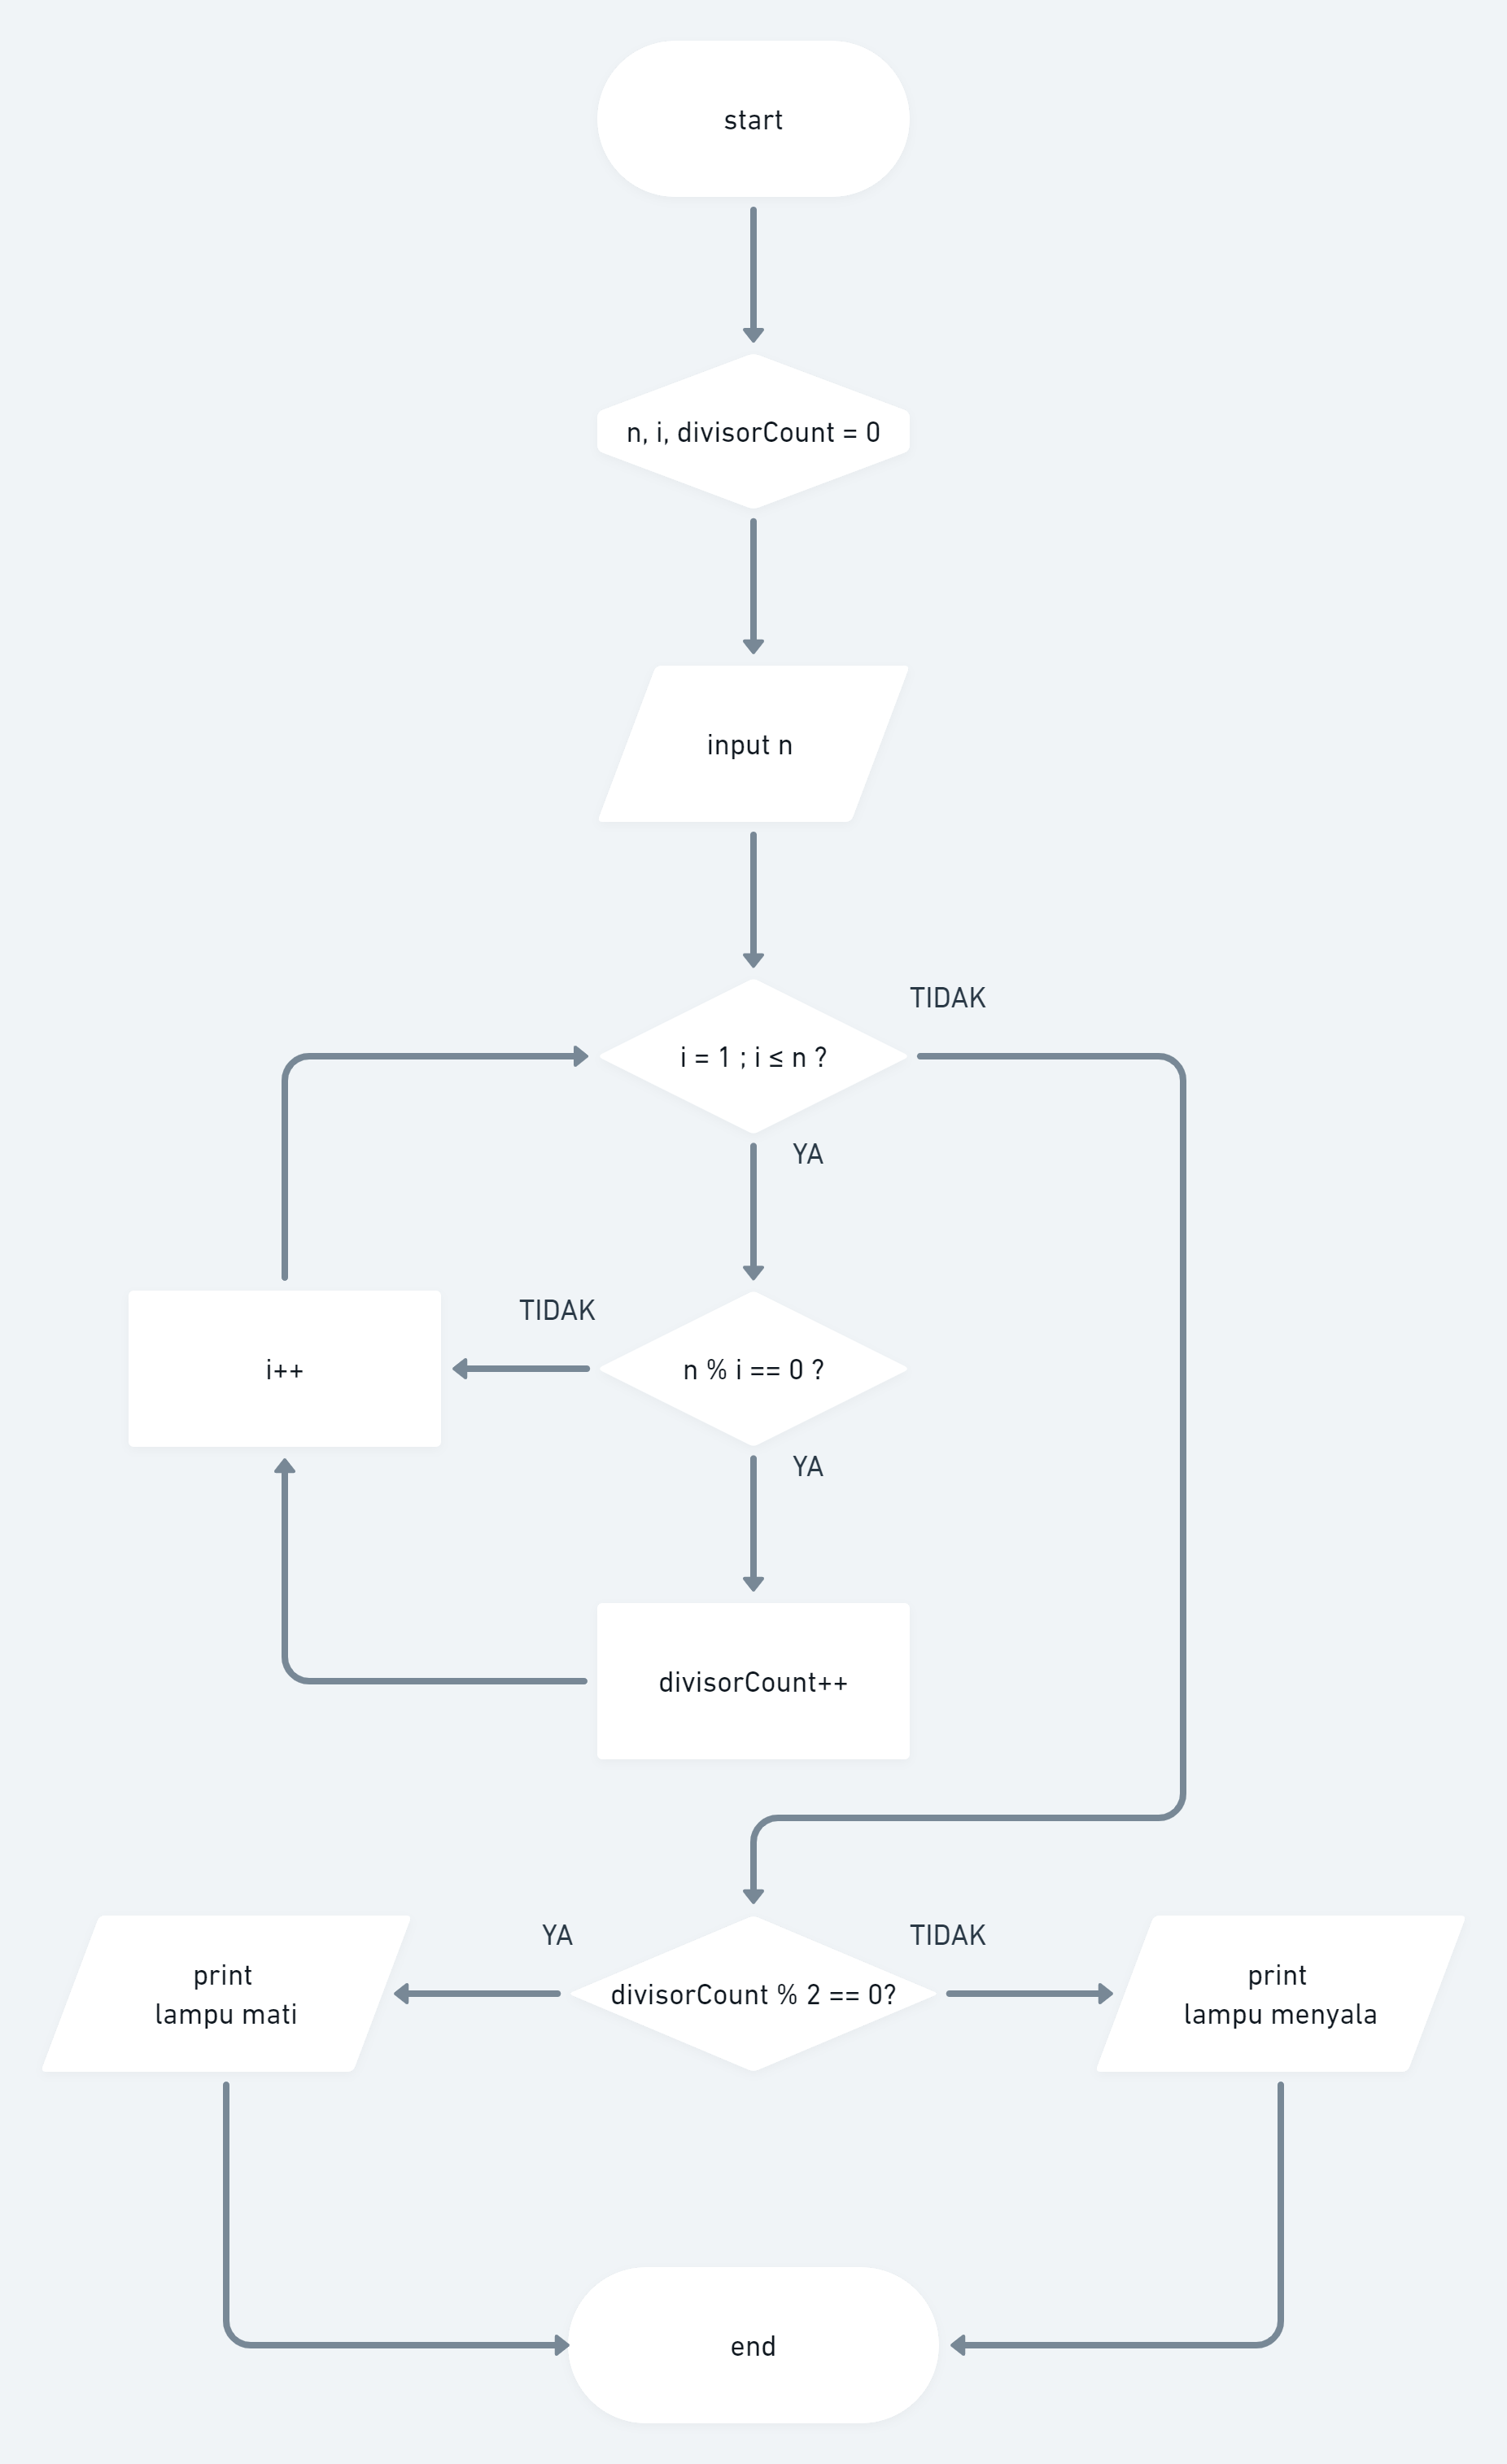 start
n, i, divisorCount = 0
input n
TIDAK
i = 1 ; i ≤ n ?
YA
TIDAK
i++
n % i == 0 ?
YA
divisorCount++
YA
TIDAK
print
lampu mati
divisorCount % 2 == 0?
print
lampu menyala
end